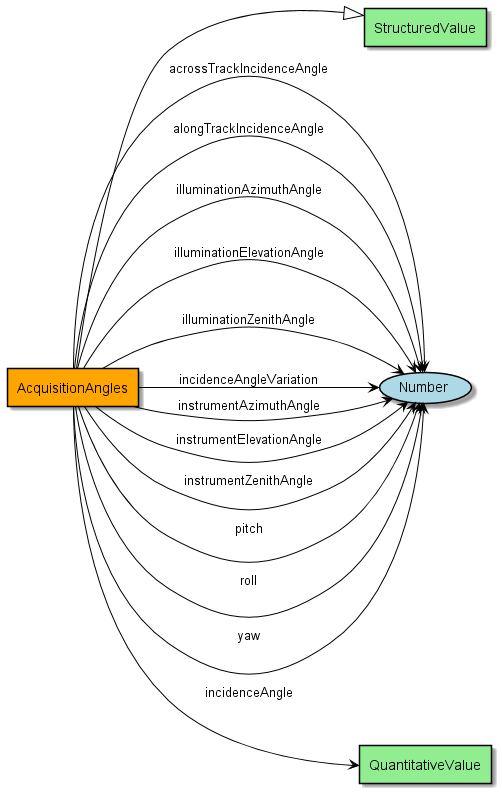 StructuredValue
acrossTrackIncidenceAngle
alongTrackIncidenceAngle
illuminationAzimuthAngle
illuminationElevationAngle
illuminationZenithAngle
AcquisitionAngles
incidenceAngleVariation
Number
instrumentAzimuthAngle
instrumentElevationAngle
instrumentZenithAngle
pitch
roll
yaw
incidenceAngle
QuantitativeValue